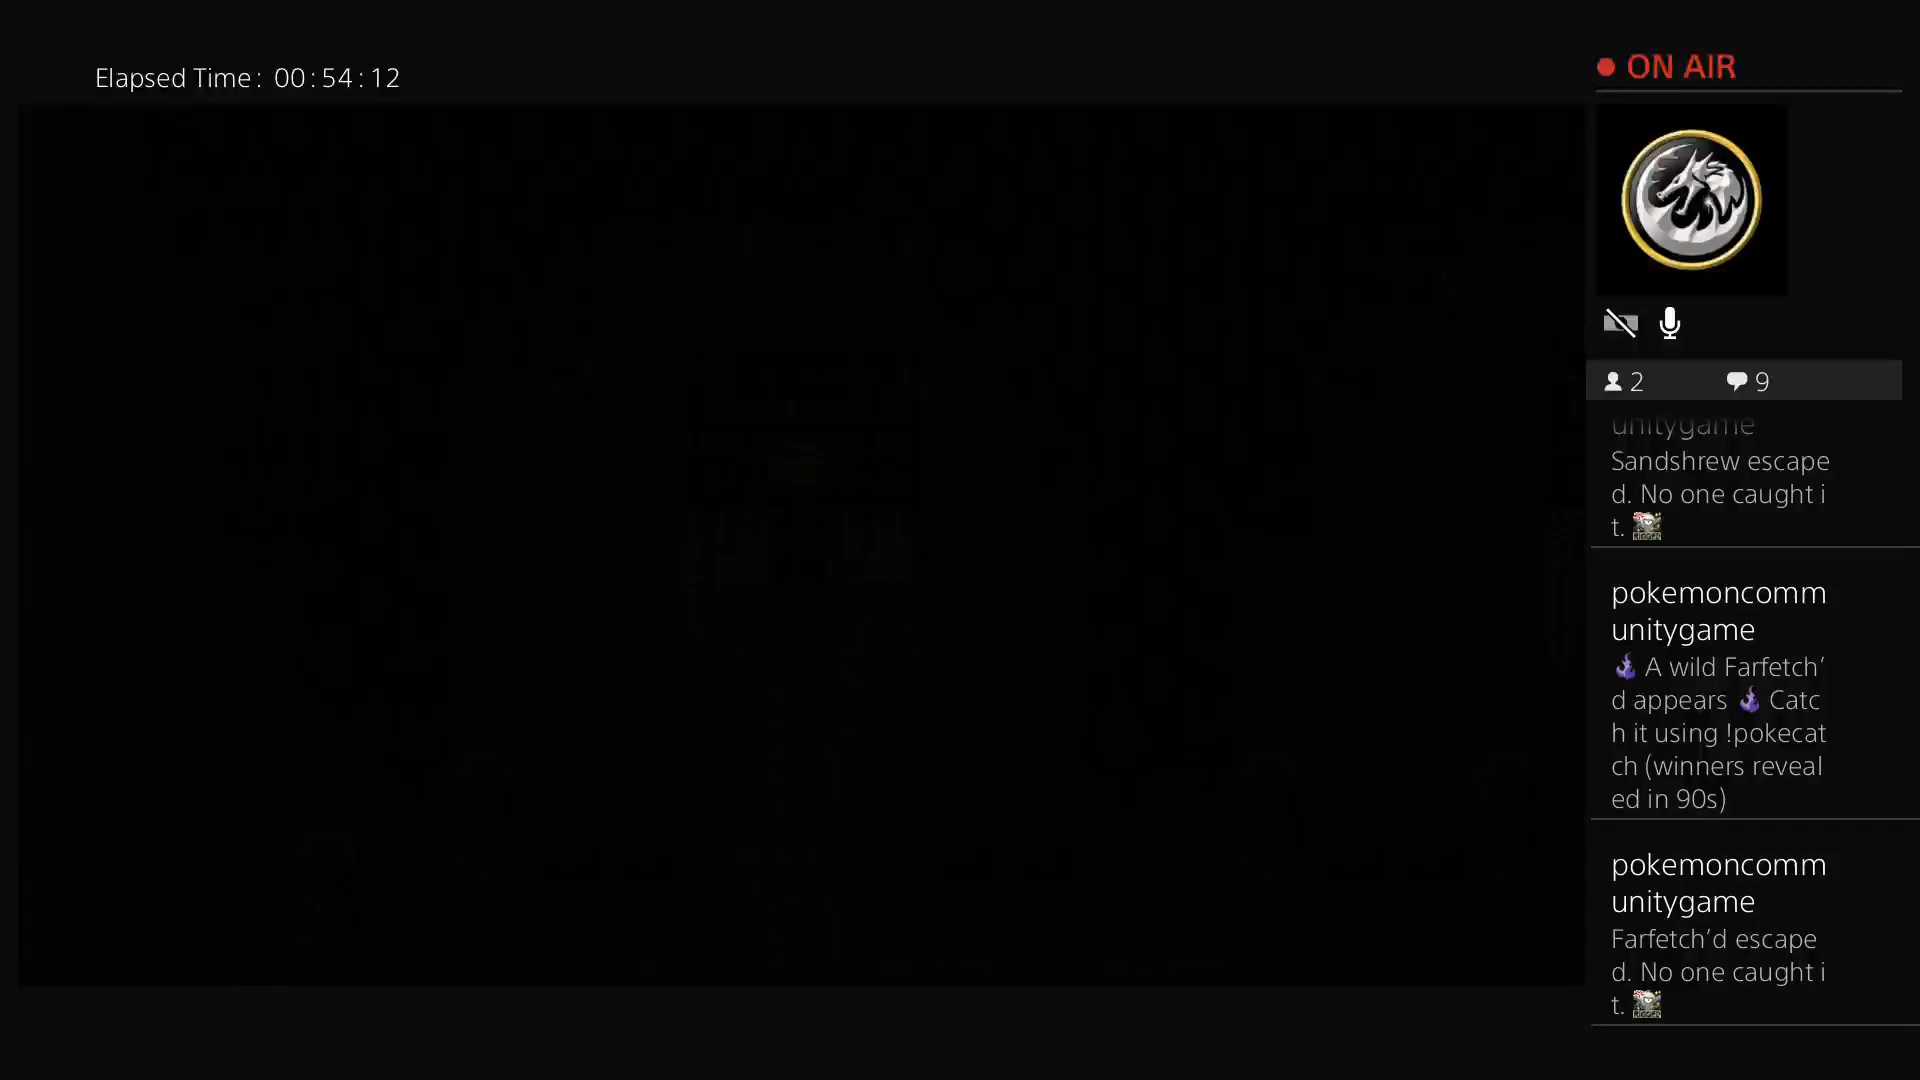 Elapsed Time: 00:54:12
ON AIR
2 9
unitygame
Sandshrew escape
d. No one caught i
t.
pokemoncomm
unitygame
A wild Farfetch’
d appears Catc
h it using !pokecat
ch (winners reveal
ed in 90s)
pokemoncomm
unitygame
Farfetch’d escape
d. No one caught i
t.